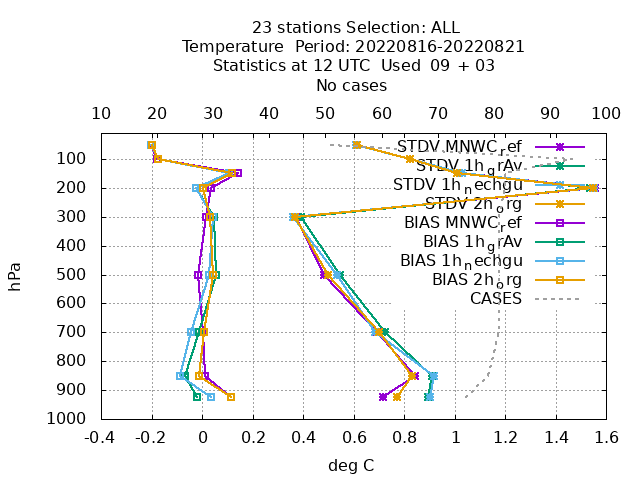 23 stations Selection: ALL
Temperature  Period: 20220816-20220821
Statistics at 12 UTC  Used  09 + 03
No cases
10 20 30 40 50 60 70 80 90 100
STDV MNWC_ref
STDV 1h_grAv
STDV 1h_nechgu
STDV 2h_org
BIAS MNWC_ref
BIAS 1h_grAv
BIAS 1h_nechgu
BIAS 2h_org
CASES
hPa
100
200
300
400
500
600
700
800
900
1000
-0.4 -0.2 0 0.2 0.4 0.6 0.8 1 1.2 1.4 1.6
deg C